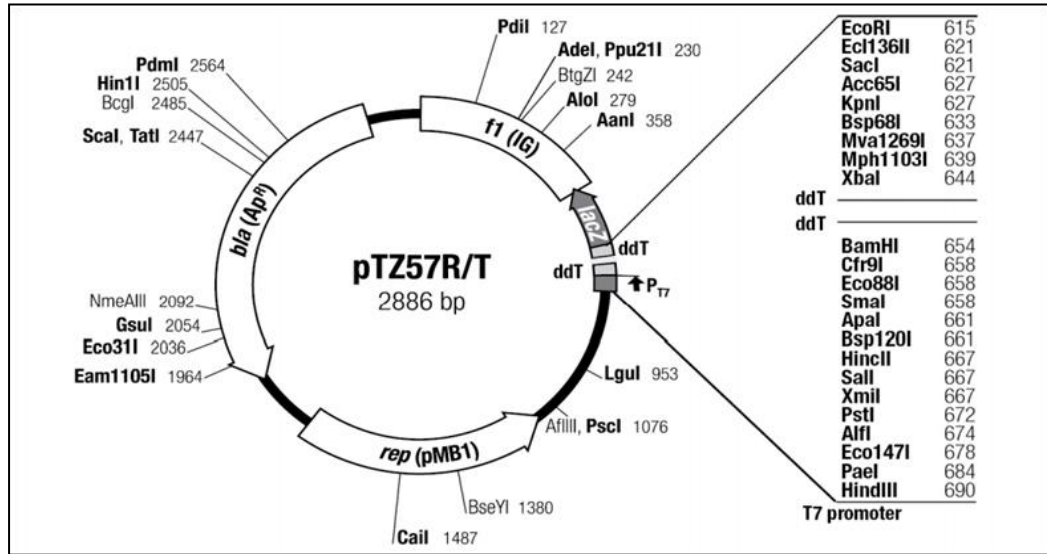 PdiI 127
AdeI, Ppu21I 230
BtgZI 242
AloI 279
AanI 358
PdmI 2564
Hin1I 2505
BcgI 2485
ScaI, TatI 2447
f1 (IG)
lacZ
bla (Apᴿ)
ddT
ddT
P T7
pTZ57R/T
2886 bp
NmeAIII 2092
GsuI 2054
Eco31I 2036
Eam1105I 1964
LguI 953
AflIII, PscI 1076
rep (pMB1)
BseYI 1380
CaiI 1487
EcoRI 615
Ecl136II 621
SacI 621
Acc65I 627
KpnI 627
Bsp68I 633
Mva1269I 637
Mph1103I 639
XbaI 644
ddT
ddT
BamHI 654
Cfr9I 658
Eco88I 658
SmaI 658
ApaI 661
Bsp120I 661
HincII 667
SalI 667
XmiI 667
PstI 672
AlfI 674
Eco147I 678
PaeI 684
HindIII 690
T7 promoter